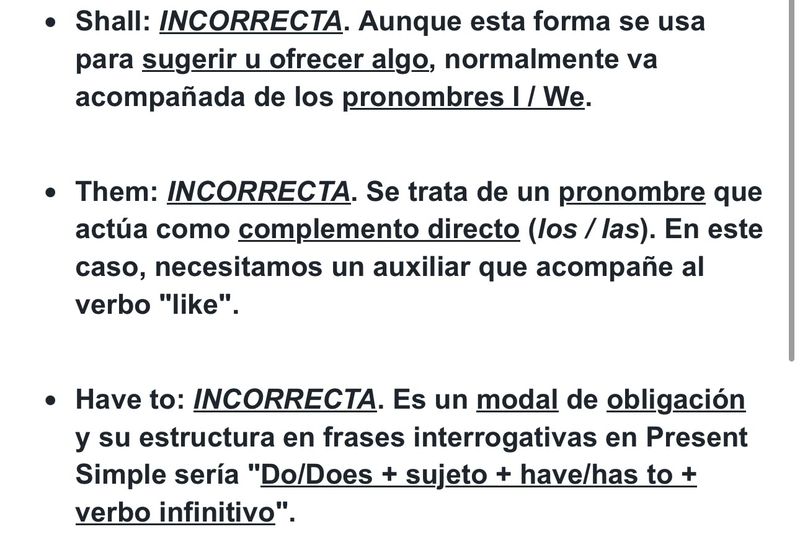 Shall: INCORRECTA. Aunque esta forma se usa
para sugerir u ofrecer algo, normalmente va
acompañada de los pronombres I / We.
Them: INCORRECTA. Se trata de un pronombre que
actúa como complemento directo (los / las). En este
caso, necesitamos un auxiliar que acompañe al
verbo "like".
Have to: INCORRECTA. Es un modal de obligación
y su estructura en frases interrogativas en Present
Simple sería "Do/Does + sujeto + have/has to +
verbo infinitivo".